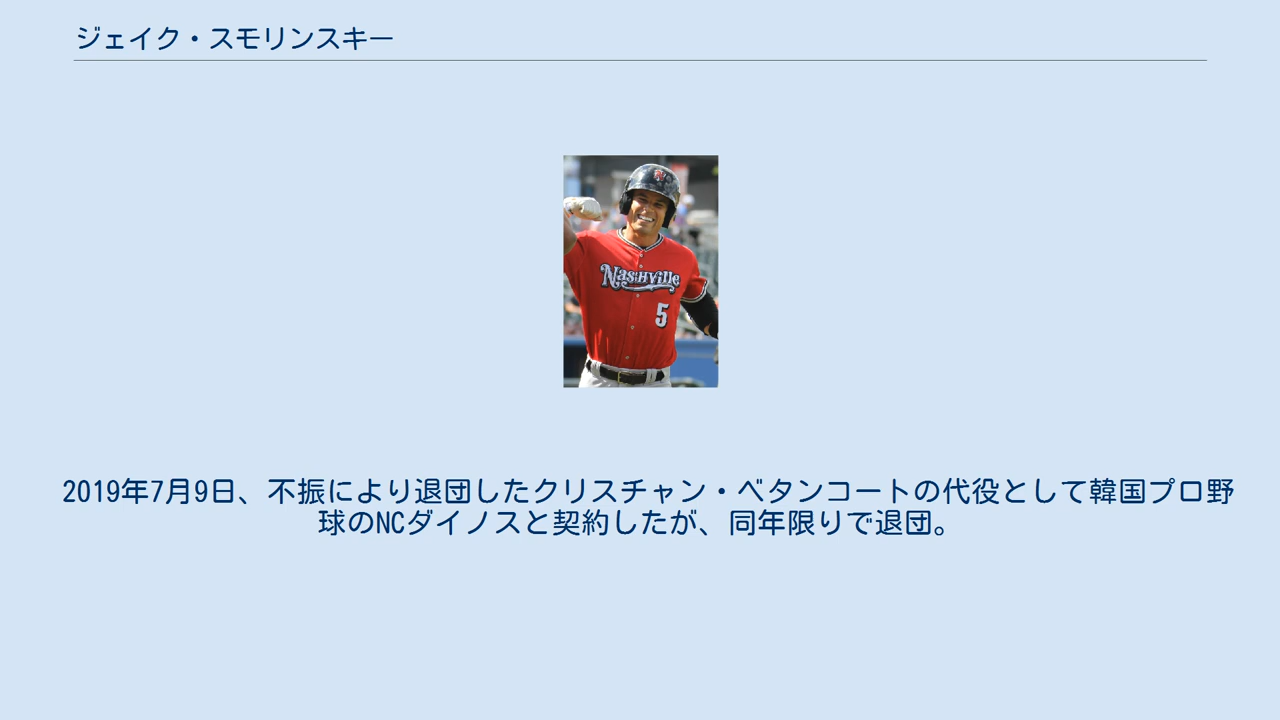 ジェイク・スモリンスキー
Nashville
5
2019年7月9日、不振により退団したクリスチャン・ベタンコートの代役として韓国プロ野
球のNCダイノスと契約したが、同年限りで退団。